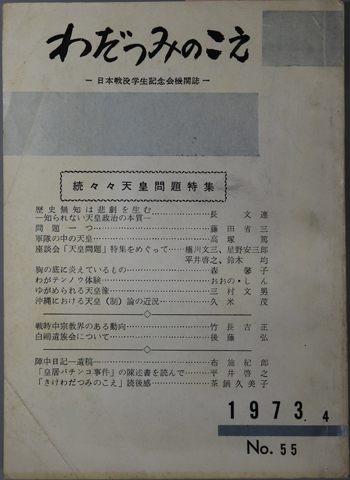 わだつみのこえ
― 日本戦没学生記念会機関誌 ―
続々々天皇問題特集
歴史無知は悲劇を生む
―知られない天皇政治の本質―……………長 文連
問題一つ……………藤田省三
軍隊の中の天皇……………高塚 篤
座談会「天皇問題」特集をめぐって……橋川文三、星野安三郎
平井啓之、鈴木 均
胸の底に炎えているもの……………森 馨子
わがテンノウ体験……………おおの・しん
ゆがめられる天皇像……………三村文男
沖縄における天皇(制)論の近況……………久米 茂
戦時中宗教界のある動向……………竹長吉正
白鴎遺族会について……………後藤 弘
陣中日記―遺稿―……………布施紀郎
「皇居パチンコ事件」の陳述書を読んで……………平井啓之
「きけわだつみのこえ」読後感……………茶鍋久美子
1973.4
No.55